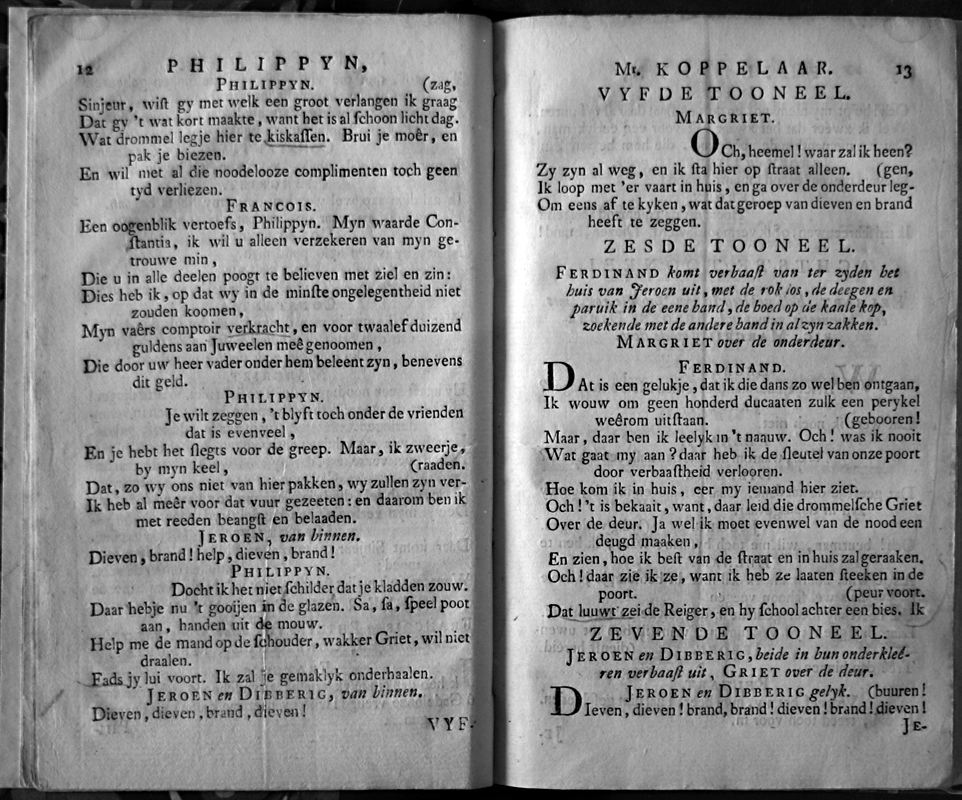 12 PHILIPPYN,
PHILIPPYN. (zag,
Sinjeur, wiſt gy met welk een groot verlangen ik graag
Dat gy 't wat kort maakte, want het is al ſchoon licht dag.
Wat drommel legje hier te kiskaſſen. Brui je moêr, en
pak je biezen.
En wil met al die noodelooze complimenten toch geen
tyd verliezen.
FRANCOIS.
Een oogenblik vertoefs, Philippyn. Myn waarde Con-
ſtantia, ik wil u alleen verzekeren van myn ge-
trouwe min,
Die u in alle deelen poogt te believen met ziel en zin:
Dies heb ik, op dat wy in de minſte ongelegentheid niet
zouden koomen,
Myn vaêrs comptoir verkracht, en voor twaalef duizend
guldens aan Juweelen meê genoomen,
Die door uw heer vader onder hem beleent zyn, benevens
dit geld.
PHILIPPYN.
Je wilt zeggen, 't blyft toch onder de vrienden
dat is evenveel,
En je hebt het ſlegts voor de greep. Maar, ik zweerje,
by myn keel, (raaden.
Dat, zo wy ons niet van hier pakken, wy zullen zyn ver-
Ik heb al meêr voor dat vuur gezeeten: en daarom ben ik
met reeden beangſt en belaaden.
JEROEN, van binnen.
Dieven, brand! help, dieven, brand!
PHILIPPYN.
Docht ik het niet ſchilder dat je kladden zouw.
Daar hebje nu 't gooijen in de glazen. Sa, ſa, ſpeel poot
aan, handen uit de mouw.
Help me de mand op de ſchouder, wakker Griet, wil niet
draalen.
Fads jy lui voort. Ik zal je gemaklyk onderhaalen.
JEROEN en DIBBERIG, van binnen.
Dieven, dieven, brand, dieven!
VYF-
Mr. KOPPELAAR. 13
VYFDE TOONEEL.
MARGRIET.
OCh, heemel! waar zal ik heen?
Zy zyn al weg, en ik ſta hier op ſtraat alleen. (gen,
Ik loop met 'er vaart in huis, en ga over de onderdeur leg-
Om eens af te kyken, wat dat geroep van dieven en brand
heeft te zeggen.
ZESDE TOONEEL.
FERDINAND komt verbaaſt van ter zyden het
huis van Jeroen uit, met de rok los, de deegen en
paruik in de eene hand, de hoed op de kaale kop,
zoekende met de andere hand in al zyn zakken.
MARGRIET over de onderdeur.
FERDINAND.
DAt is een gelukje, dat ik die dans zo wel ben ontgaan,
Ik wouw om geen honderd ducaaten zulk een perykel
weêrom uitſtaan. (gebooren!
Maar, daar ben ik leelyk in 't naauw. Och! was ik nooit
Wat gaat my aan? daar heb ik de ſleutel van onze poort
door verbaaſtheid verlooren.
Hoe kom ik in huis, eer my iemand hier ziet.
Och! 't is bekaait, want, daar leid die drommelſche Griet
Over de deur. Ja wel ik moet evenwel van de nood een
deugd maaken,
En zien, hoe ik beſt van de ſtraat en in huis zal geraaken.
Och! daar zie ik ze, want ik heb ze laaten ſteeken in de
poort. (peur voort.
Dat luuwt zei de Reiger, en hy ſchool achter een bies. Ik
ZEVENDE TOONEEL.
JEROEN en DIBBERIG, beide in hun onderkleê-
ren verbaaſt uit, GRIET over de deur.
JEROEN en DIBBERIG gelyk. (buuren!
DIeven, dieven! brand, brand! dieven! brand! dieven!
JE-